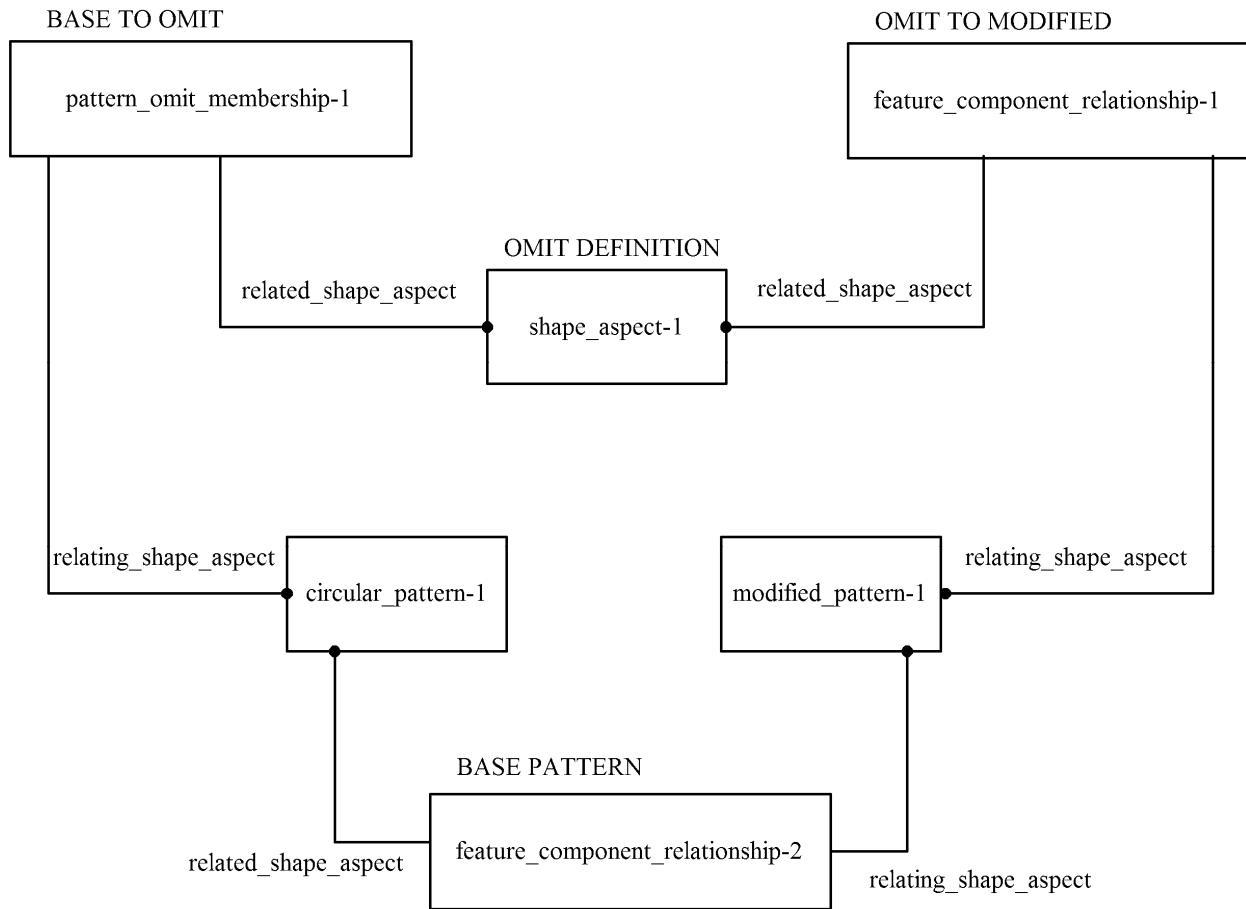 BASE TO OMIT
OMIT TO MODIFIED
pattern_omit_membership-1
feature_component_relationship-1
OMIT DEFINITION
related_shape_aspect
related_shape_aspect
shape_aspect-1
relating_shape_aspect
relating_shape_aspect
circular_pattern-1
modified_pattern-1
BASE PATTERN
related_shape_aspect
feature_component_relationship-2
relating_shape_aspect